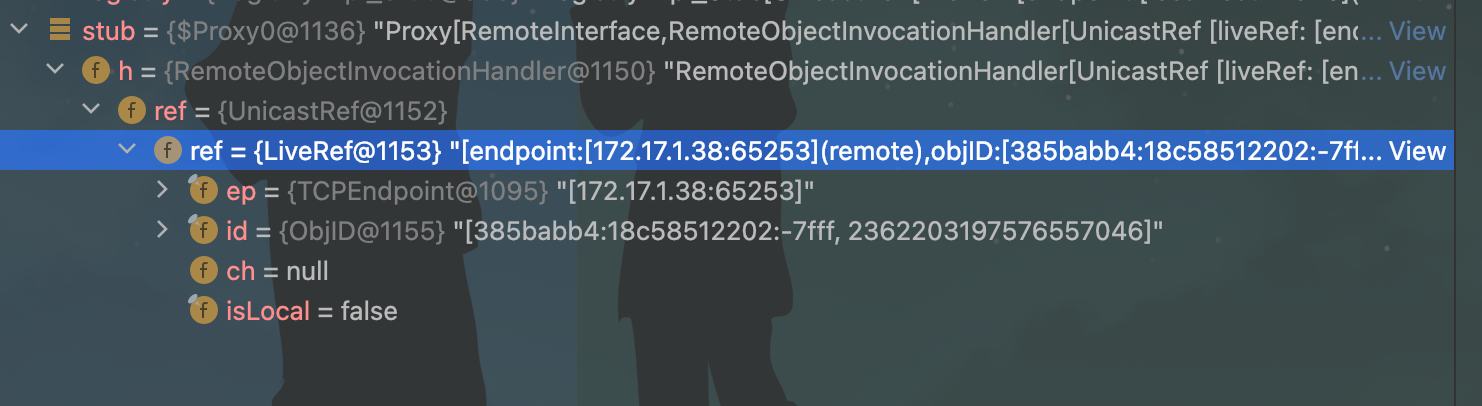 stub = {$Proxy0@1136} "Proxy[RemoteInterface,RemoteObjectInvocationHandler[UnicastRef [liveRef: [enc... View
f h = {RemoteObjectInvocationHandler@1150} "RemoteObjectInvocationHandler[UnicastRef [liveRef: [en... View
f ref = {UnicastRef@1152}
f ref = {LiveRef@1153} "[endpoint:[172.17.1.38:65253](remote),objID:[385babb4:18c58512202:-7ff... View
f ep = {TCPEndpoint@1095} "[172.17.1.38:65253]"
f id = {ObjID@1155} "[385babb4:18c58512202:-7fff, 2362203197576557046]"
f ch = null
f isLocal = false